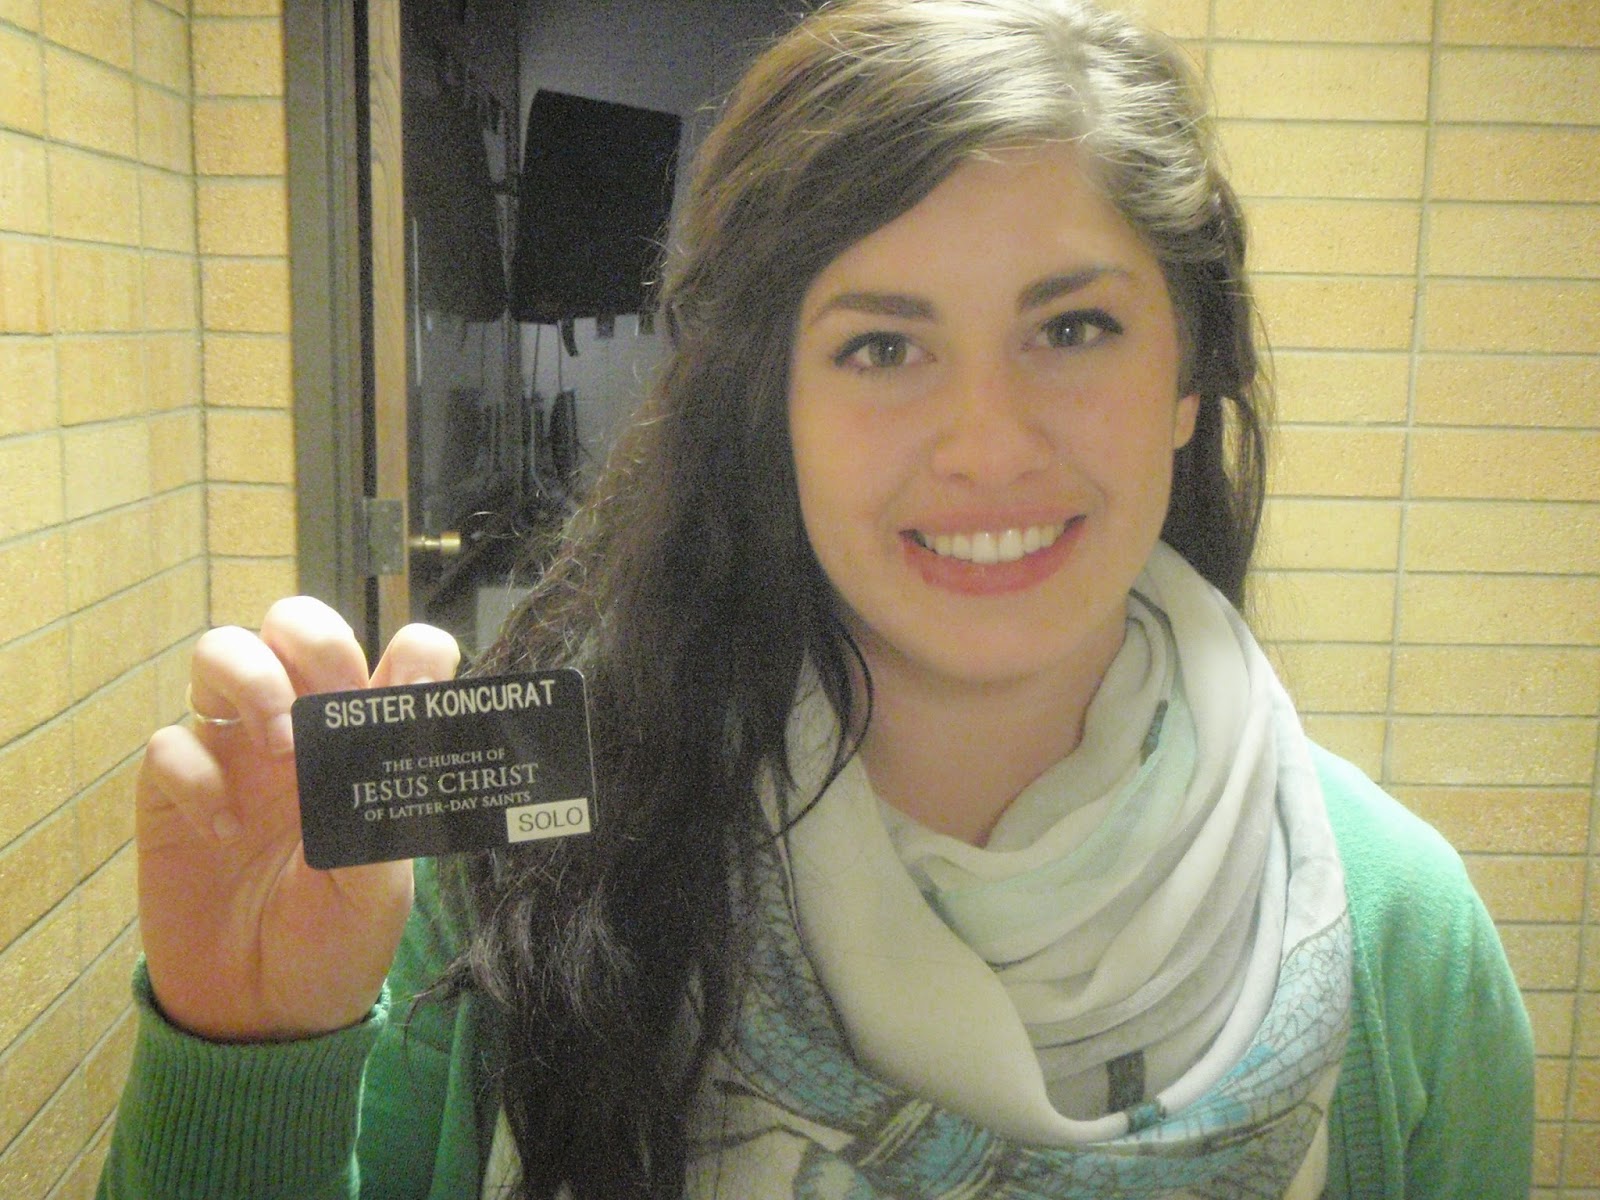 SISTER KONCURAT
THE CHURCH OF
JESUS CHRIST
OF LATTER-DAY SAINTS
SOLO